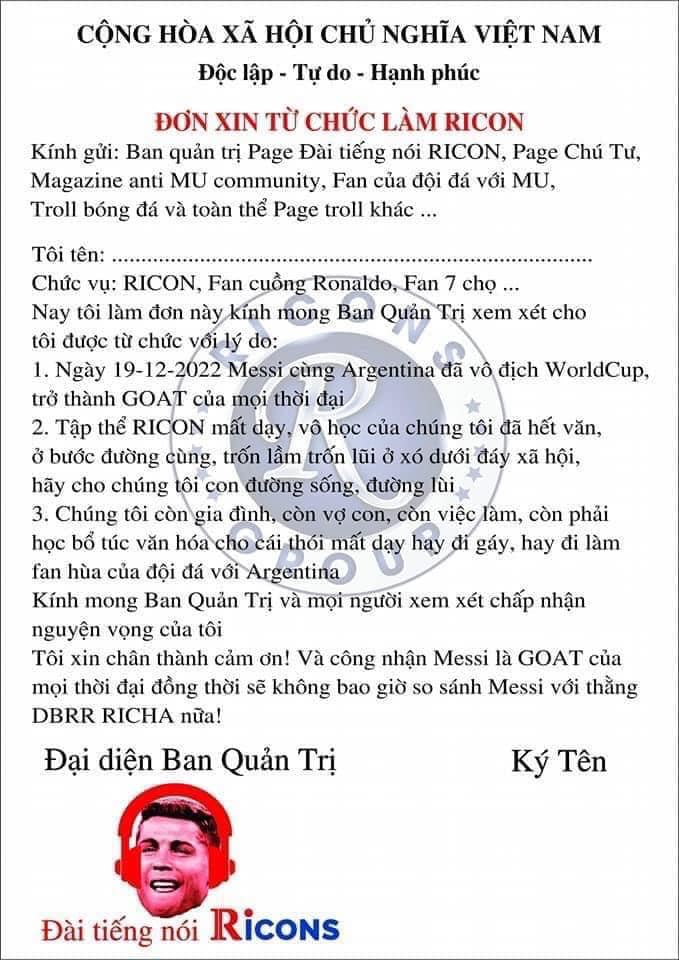 CỘNG HÒA XÃ HỘI CHỦ NGHĨA VIỆT NAM
Độc lập - Tự do - Hạnh phúc
ĐƠN XIN TỪ CHỨC LÀM RICON
Kính gửi: Ban quản trị Page Đài tiếng nói RICON, Page Chú Tư,
Magazine anti MU community, Fan của đội đá với MU,
Troll bóng đá và toàn thể Page troll khác ...
Tôi tên: ..................................................................................
Chức vụ: RICON, Fan cuồng Ronaldo, Fan 7 chọ ...
Nay tôi làm đơn này kính mong Ban Quản Trị xem xét cho
tôi được từ chức với lý do:
1. Ngày 19-12-2022 Messi cùng Argentina đã vô địch WorldCup,
trở thành GOAT của mọi thời đại
2. Tập thể RICON mất dạy, vô học của chúng tôi đã hết văn,
ở bước đường cùng, trốn lầm trốn lũi ở xó dưới đáy xã hội,
hãy cho chúng tôi con đường sống, đường lùi
3. Chúng tôi còn gia đình, còn vợ con, còn việc làm, còn phải
học bổ túc văn hóa cho cái thói mất dạy hay đi gáy, hay đi làm
fan hùa của đội đá với Argentina
Kính mong Ban Quản Trị và mọi người xem xét chấp nhận
nguyện vọng của tôi
Tôi xin chân thành cảm ơn! Và công nhận Messi là GOAT của
mọi thời đại đồng thời sẽ không bao giờ so sánh Messi với thằng
DBRR RICHA nữa!
Đại diện Ban Quản Trị
Ký Tên
RICONS
R
GROUP
Đài tiếng nói RICONS